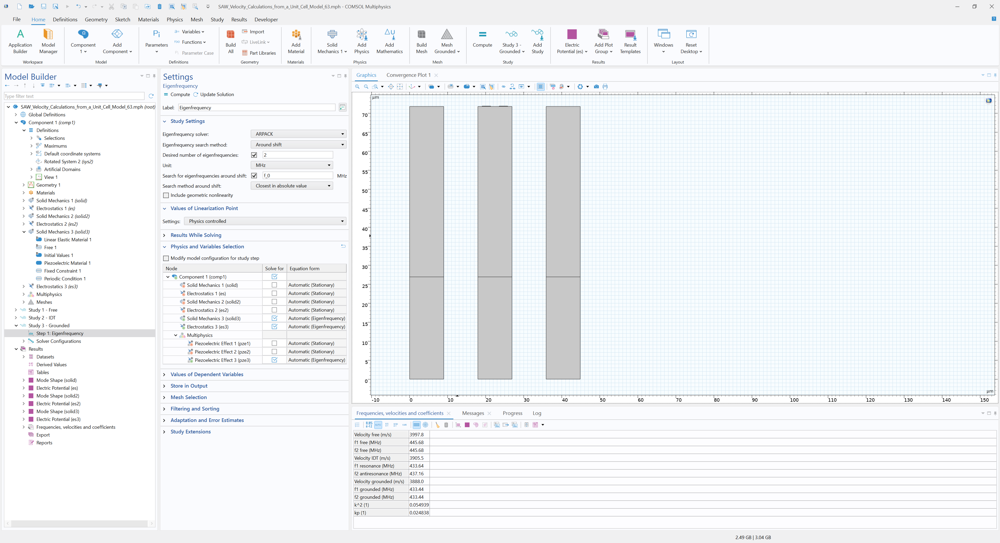 SAW_Velocity_Calculations_from_a_Unit_Cell_Model_63.mph - COMSOL Multiphysics
File Home Definitions Geometry Sketch Materials Physics Mesh Study Results Developer
Application Builder
Model Manager
Workspace
Component 1
Add Component
Model
Parameters
a= Variables
f(x) Functions
Pi Parameter Case
Definitions
Build All
Import
LiveLink
Part Libraries
Geometry
Add Material
Materials
Solid Mechanics 1
Add Physics
Add Mathematics
Physics
Build Mesh
Mesh Grounded
Mesh
Compute
Study 3 - Grounded
Add Study
Study
Electric Potential (es)
Add Plot Group
Result Templates
Results
Windows
Reset Desktop
Layout
Model Builder
Type filter text
SAW_Velocity_Calculations_from_a_Unit_Cell_Model_63.mph (root)
Global Definitions
Component 1 (comp1)
Definitions
Selections
Maximums
Default coordinate systems
Rotated System 2 (sys2)
Artificial Domains
View 1
Geometry 1
Materials
Solid Mechanics 1 (solid)
Electrostatics 1 (es)
Solid Mechanics 2 (solid2)
Electrostatics 2 (es2)
Solid Mechanics 3 (solid3)
Linear Elastic Material 1
Free 1
Initial Values 1
Piezoelectric Material 1
Fixed Constraint 1
Periodic Condition 1
Electrostatics 3 (es3)
Multiphysics
Meshes
Study 1 - Free
Study 2 - IDT
Study 3 - Grounded
Step 1: Eigenfrequency
Solver Configurations
Results
Datasets
Derived Values
Tables
Mode Shape (solid)
Electric Potential (es)
Mode Shape (solid2)
Electric Potential (es2)
Mode Shape (solid3)
Electric Potential (es3)
Frequencies, velocities and coefficients
Export
Reports
Settings
Eigenfrequency
= Compute Update Solution
Label: Eigenfrequency
Study Settings
Eigenfrequency solver: ARPACK
Eigenfrequency search method: Around shift
Desired number of eigenfrequencies: 2
Unit: MHz
Search for eigenfrequencies around shift: f_0 MHz
Search method around shift: Closest in absolute value
Include geometric nonlinearity
Values of Linearization Point
Settings: Physics controlled
Results While Solving
Physics and Variables Selection
Modify model configuration for study step
Node Solve for Equation form
Component 1 (comp1)
Solid Mechanics 1 (solid) Automatic (Stationary)
Electrostatics 1 (es) Automatic (Stationary)
Solid Mechanics 2 (solid2) Automatic (Stationary)
Electrostatics 2 (es2) Automatic (Stationary)
Solid Mechanics 3 (solid3) Automatic (Eigenfrequency)
Electrostatics 3 (es3) Automatic (Eigenfrequency)
Multiphysics
Piezoelectric Effect 1 (pze1) Automatic (Stationary)
Piezoelectric Effect 2 (pze2) Automatic (Stationary)
Piezoelectric Effect 3 (pze3) Automatic (Eigenfrequency)
Values of Dependent Variables
Store in Output
Mesh Selection
Filtering and Sorting
Adaptation and Error Estimates
Study Extensions
Graphics Convergence Plot 1
µm
70
65
60
55
50
45
40
35
30
25
20
15
10
5
0
µm
-10 0 10 20 30 40 50 60 70 80 90 100 110 120 130 140 150
Frequencies, velocities and coefficients Messages Progress Log
Velocity free (m/s) 3997.8
f1 free (MHz) 445.68
f2 free (MHz) 445.68
Velocity IDT (m/s) 3905.5
f1 resonance (MHz) 433.64
f2 antiresonance (MHz) 437.16
Velocity grounded (m/s) 3888.0
f1 grounded (MHz) 433.44
f2 grounded (MHz) 433.44
k^2 (1) 0.054939
kp (1) 0.024838
2.49 GB | 3.04 GB